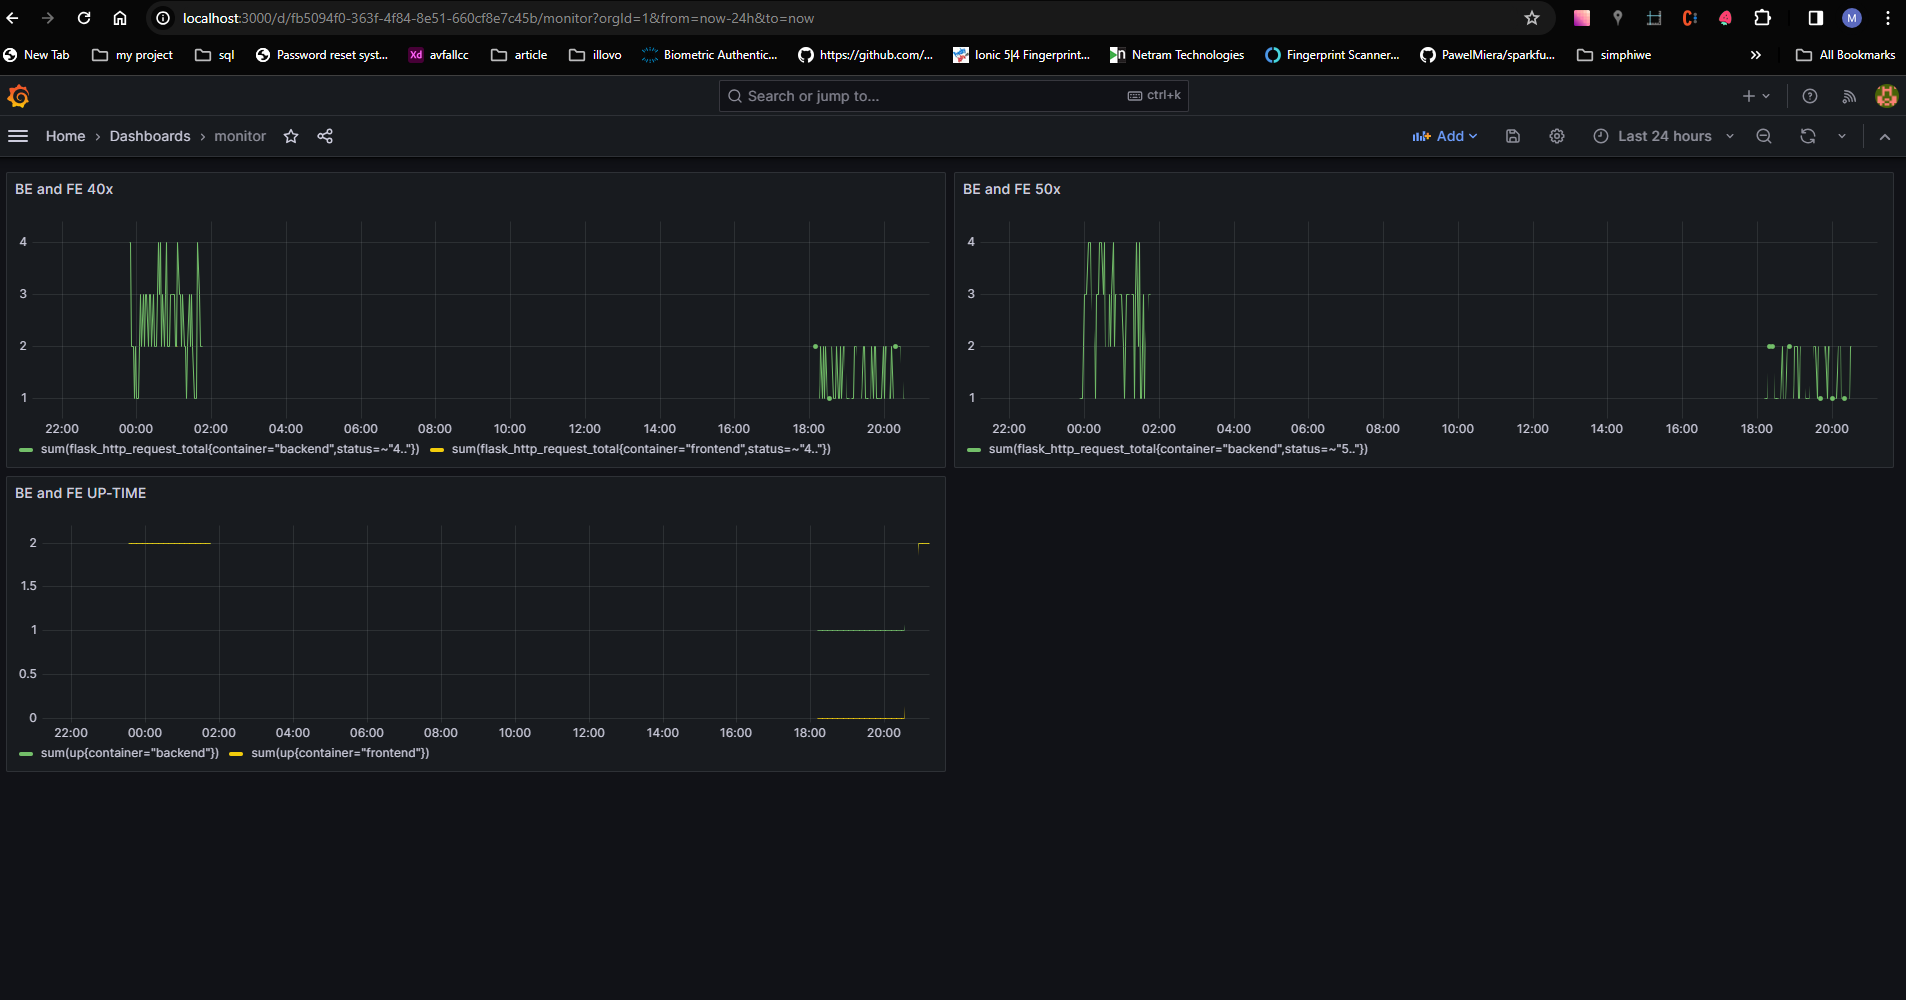 localhost:3000/d/fb5094f0-363f-4f84-8e51-660cf8e7c45b/monitor?orgId=1&from=now-24h&to=now
M
New Tab my project sql Password reset syst... Xd avfallcc article illovo Biometric Authentic... https://github.com/... Ionic 5|4 Fingerprint... n Netram Technologies Fingerprint Scanner... PawelMiera/sparkfu... simphiwe » All Bookmarks
Search or jump to... ctrl+k
Home › Dashboards › monitor Add Last 24 hours
BE and FE 40x
4
3
2
1
22:00 00:00 02:00 04:00 06:00 08:00 10:00 12:00 14:00 16:00 18:00 20:00
sum(flask_http_request_total{container="backend",status=~"4.."}) sum(flask_http_request_total{container="frontend",status=~"4.."})
BE and FE 50x
4
3
2
1
22:00 00:00 02:00 04:00 06:00 08:00 10:00 12:00 14:00 16:00 18:00 20:00
sum(flask_http_request_total{container="backend",status=~"5.."})
BE and FE UP-TIME
2
1.5
1
0.5
0
22:00 00:00 02:00 04:00 06:00 08:00 10:00 12:00 14:00 16:00 18:00 20:00
sum(up{container="backend"}) sum(up{container="frontend"})